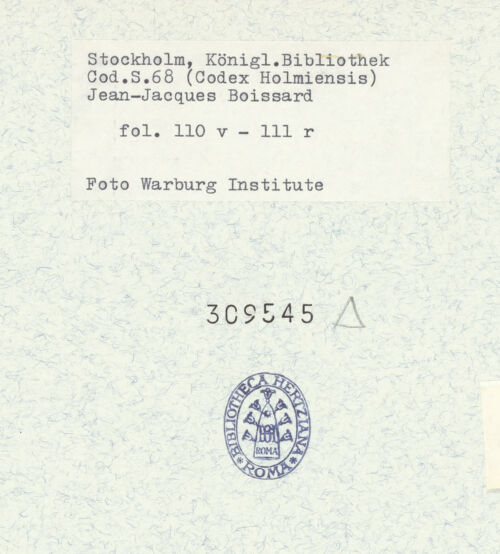 Stockholm, Königl.Bibliothek
Cod.S.68 (Codex Holmiensis)
Jean-Jacques Boissard
fol. 110 v - 111 r
Foto Warburg Institute
309545
BIBLIOTHECA HERTZIANA
ROMA
* ROMA *